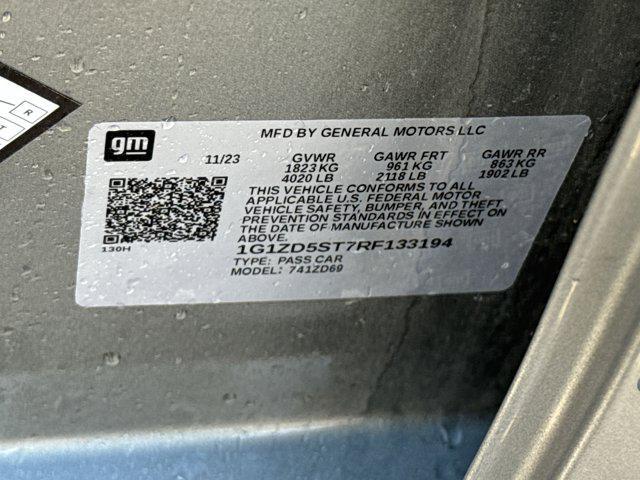 gm
MFD BY GENERAL MOTORS LLC
11/23 GVWR GAWR FRT GAWR RR
1823 KG 961 KG 863 KG
4020 LB 2118 LB 1902 LB
THIS VEHICLE CONFORMS TO ALL
APPLICABLE U.S. FEDERAL MOTOR
VEHICLE SAFETY, BUMPER, AND THEFT
PREVENTION STANDARDS IN EFFECT ON
THE DATE OF MANUFACTURE SHOWN
ABOVE.
130H
1G1ZD5ST7RF133194
TYPE: PASS CAR
MODEL: 741ZD69
R
T